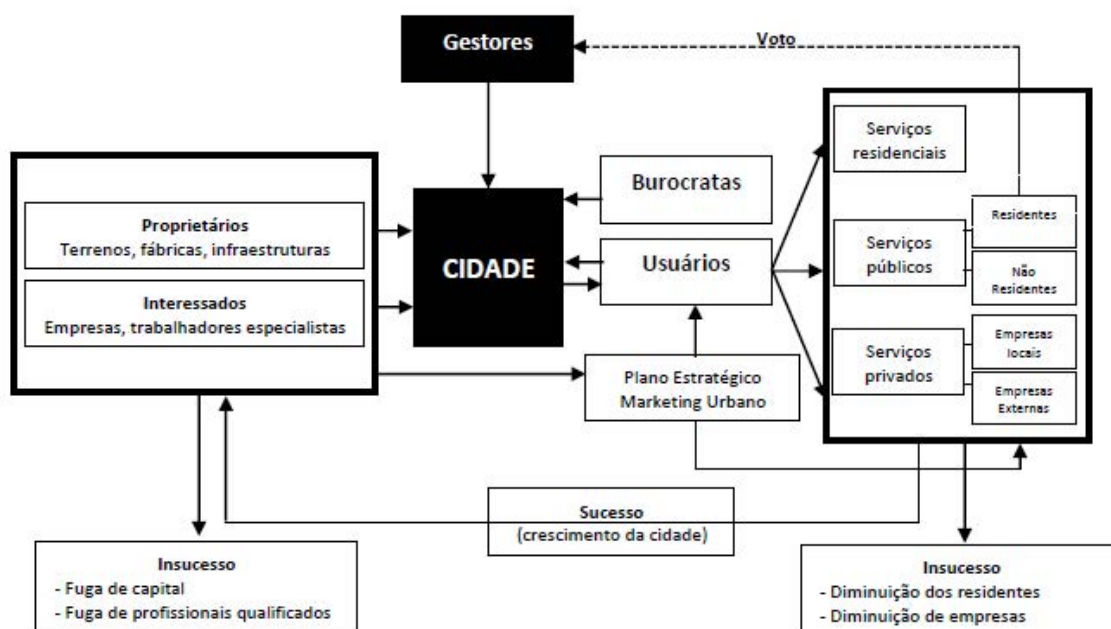 Gestores
Voto
Serviços
residenciais
Burocratas
Proprietários
Terrenos, fábricas, infraestruturas
CIDADE
Usuários
Serviços
públicos
Residentes
Não
Residentes
Interessados
Empresas, trabalhadores especialistas
Plano Estratégico
Marketing Urbano
Serviços
privados
Empresas
locais
Empresas
Externas
Sucesso
(crescimento da cidade)
Insucesso
- Fuga de capital
- Fuga de profissionais qualificados
Insucesso
- Diminuição dos residentes
- Diminuição de empresas